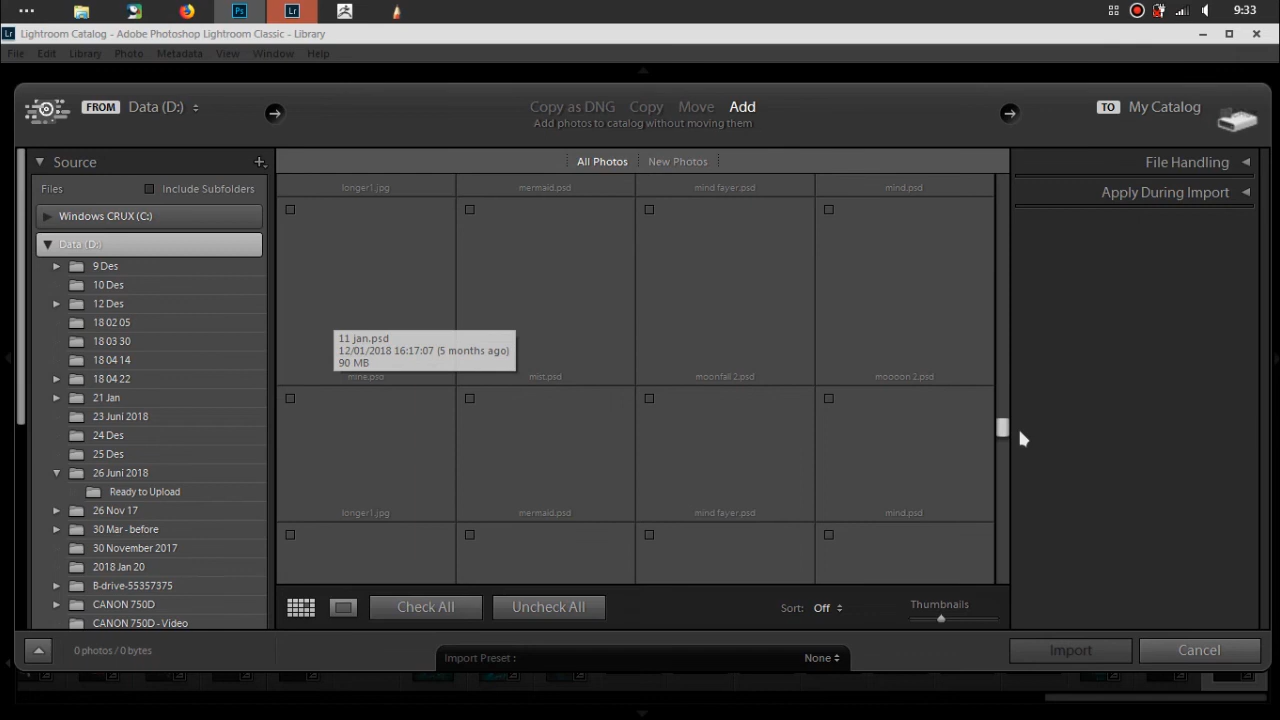 Ps
Lr
9:33
Lr Lightroom Catalog - Adobe Photoshop Lightroom Classic - Library
File Edit Library Photo Metadata View Window Help
FROM Data (D:)
Copy as DNG Copy Move Add
Add photos to catalog without moving them
TO My Catalog
Source
Files Include Subfolders
Windows CRUX (C:)
Data (D:)
9 Des
10 Des
12 Des
18 02 05
18 03 30
18 04 14
18 04 22
21 Jan
23 Juni 2018
24 Des
25 Des
26 Juni 2018
Ready to Upload
26 Nov 17
30 Mar - before
30 November 2017
2018 Jan 20
B-drive-55357375
CANON 750D
CANON 750D - Video
All Photos New Photos
longer1.jpg mermaid.psd mind fayer.psd mind.psd
11 jan.psd
12/01/2018 16:17:07 (5 months ago)
90 MB
mine.psd mist.psd moonfall 2.psd moooon 2.psd
longer1.jpg mermaid.psd mind fayer.psd mind.psd
Check All Uncheck All
Sort: Off
Thumbnails
File Handling
Apply During Import
0 photos / 0 bytes
Import Preset : None
Import Cancel